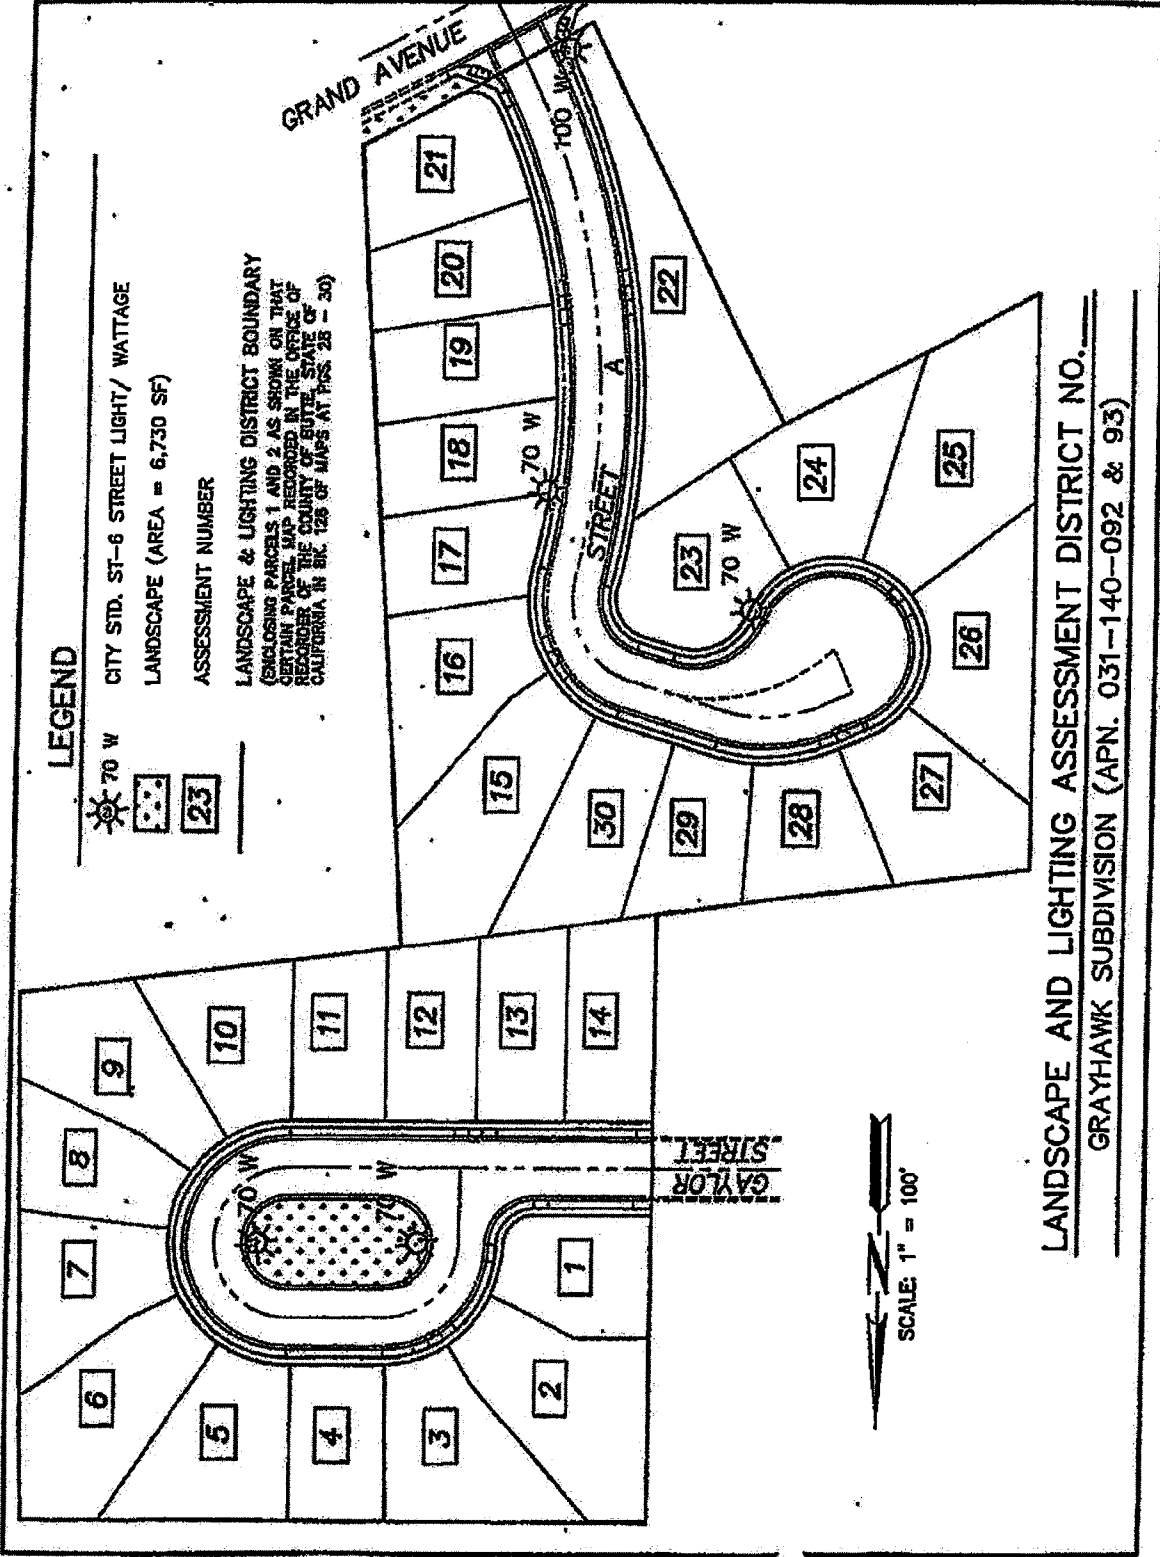 LEGEND
70 W CITY STD. ST-6 STREET LIGHT/ WATTAGE
LANDSCAPE (AREA = 6,730 SF)
23 ASSESSMENT NUMBER
LANDSCAPE & LIGHTING DISTRICT BOUNDARY
(ENCLOSING PARCELS 1 AND 2 AS SHOWN ON THAT
CERTAIN PARCEL MAP RECORDED IN THE OFFICE OF
RECORDER OF THE COUNTY OF BUTTE, STATE OF
CALIFORNIA IN BK. 128 OF MAPS AT PGS. 28 - 30)
GRAND AVENUE
100 W
STREET A
70 W
70 W
70 W
70 W
GAYLOR
STREET
1
2
3
4
5
6
7
8
9
10
11
12
13
14
15
16
17
18
19
20
21
22
23
24
25
26
27
28
29
30
N
SCALE: 1" = 100'
LANDSCAPE AND LIGHTING ASSESSMENT DISTRICT NO.
GRAYHAWK SUBDIVISION (APN. 031-140-092 & 93)